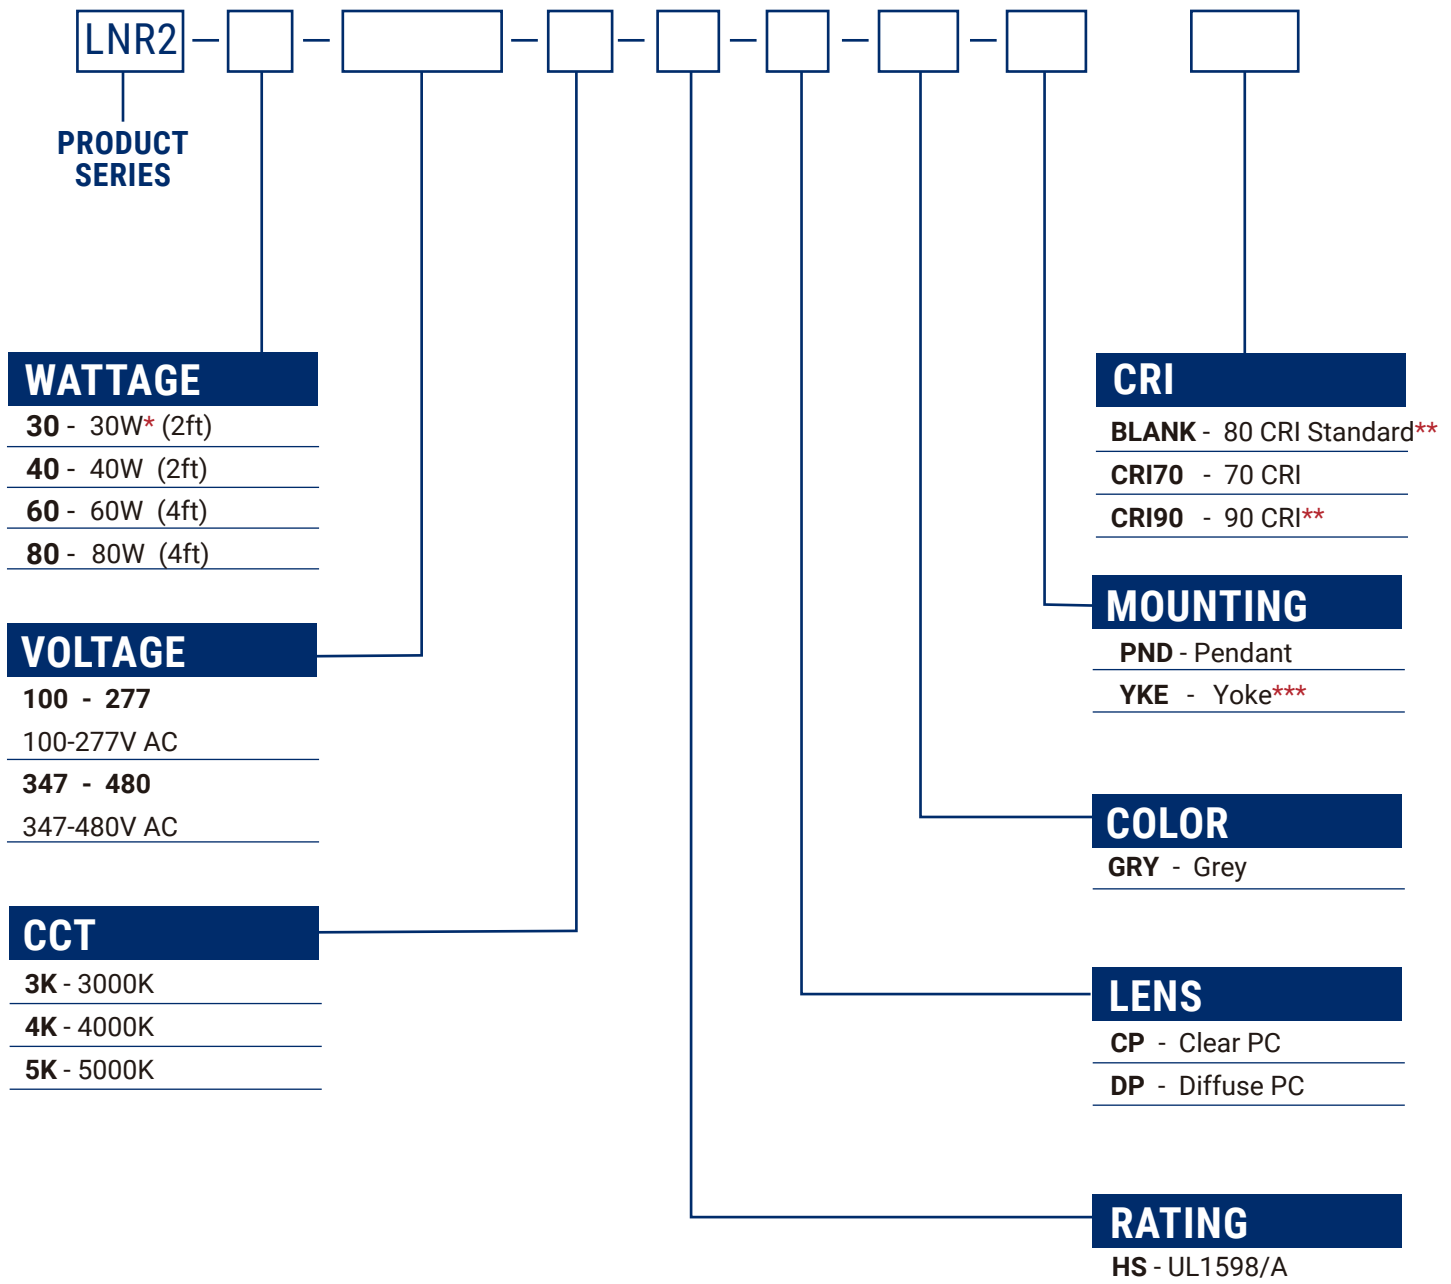 LNR2
PRODUCT
SERIES
WATTAGE
30 - 30W* (2ft)
40 - 40W (2ft)
60 - 60W (4ft)
80 - 80W (4ft)
VOLTAGE
100 - 277
100-277V AC
347 - 480
347-480V AC
CCT
3K - 3000K
4K - 4000K
5K - 5000K
CRI
BLANK - 80 CRI Standard**
CRI70 - 70 CRI
CRI90 - 90 CRI**
MOUNTING
PND - Pendant
YKE - Yoke***
COLOR
GRY - Grey
LENS
CP - Clear PC
DP - Diffuse PC
RATING
HS - UL1598/A